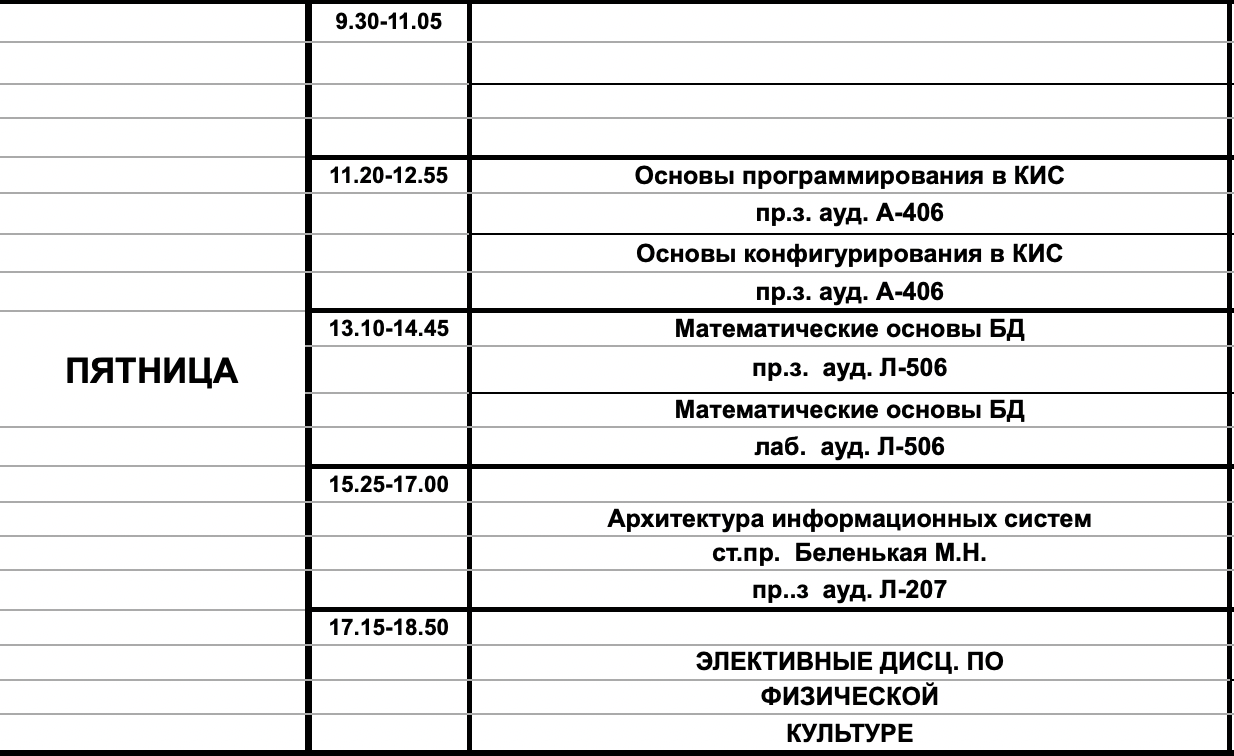 9.30-11.05
11.20-12.55
Основы программирования в КИС
пр.з. ауд. А-406
Основы конфигурирования в КИС
пр.з. ауд. А-406
ПЯТНИЦА
13.10-14.45
Математические основы БД
пр.з. ауд. Л-506
Математические основы БД
лаб. ауд. Л-506
15.25-17.00
Архитектура информационных систем
ст.пр. Беленькая М.Н.
пр..з ауд. Л-207
17.15-18.50
ЭЛЕКТИВНЫЕ ДИСЦ. ПО
ФИЗИЧЕСКОЙ
КУЛЬТУРЕ